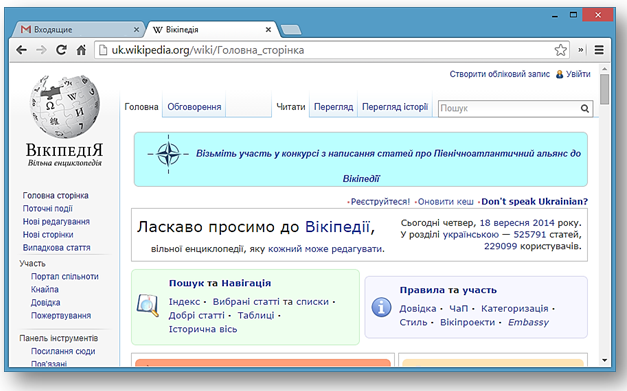 Входящие
Вікіпедія
uk.wikipedia.org/wiki/Головна_сторінка
Створити обліковий запис Увійти
ВікіпедіЯ
Вільна енциклопедія
Головна Обговорення Читати Перегляд Перегляд історії Пошук
Візьміть участь у конкурсі з написання статей про Північноатлантичний альянс до
Вікіпедії
•Реєструйтеся! •Оновити кеш •Don't speak Ukrainian?
Головна сторінка
Поточні події
Нові редагування
Нові сторінки
Випадкова стаття
Участь
Портал спільноти
Кнайпа
Довідка
Пожертвування
Панель інструментів
Посилання сюди
Пов'язані
Ласкаво просимо до Вікіпедії,
вільної енциклопедії, яку кожний може редагувати.
Сьогодні четвер, 18 вересня 2014 року.
У розділі українською — 525791 статей,
229099 користувачів.
Пошук та Навігація
Індекс • Вибрані статті та списки •
Добрі статті • Таблиці •
Історична вісь
Правила та участь
Довідка • ЧаП • Категоризація •
Стиль • Вікіпроекти • Embassy